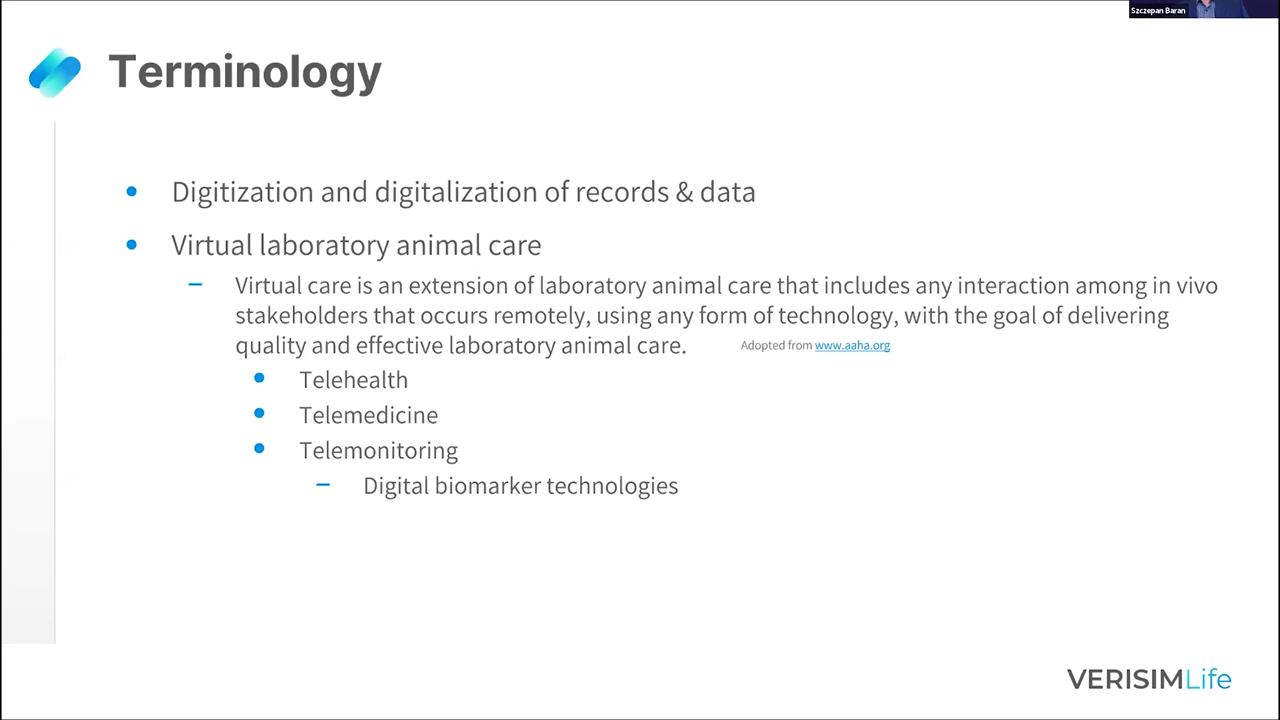 Szczepan Baran
Terminology
Digitization and digitalization of records & data
Virtual laboratory animal care
Virtual care is an extension of laboratory animal care that includes any interaction among in vivo
stakeholders that occurs remotely, using any form of technology, with the goal of delivering
quality and effective laboratory animal care. Adopted from www.aaha.org
Telehealth
Telemedicine
Telemonitoring
Digital biomarker technologies
VERISIMLife